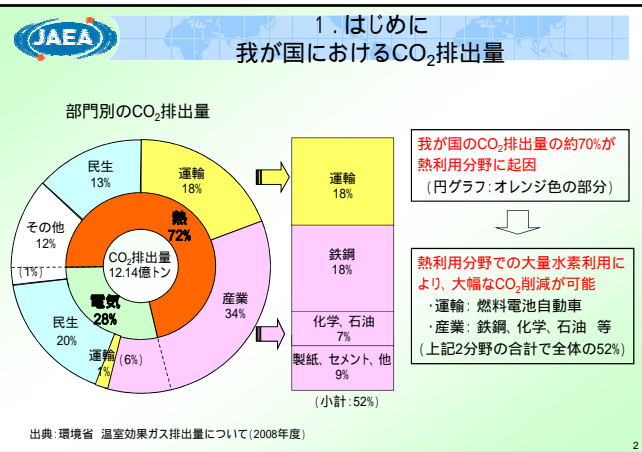 JAEA
1．はじめに
我が国におけるCO2排出量
部門別のCO2排出量
民生
13%
運輸
18%
その他
12%
熱
72%
CO2排出量
12.14億トン
(1%)
電気
28%
産業
34%
民生
20%
運輸
1%
(6%)
運輸
18%
鉄鋼
18%
化学、石油
7%
製紙、セメント、他
9%
(小計：52%)
我が国のCO2排出量の約70%が
熱利用分野に起因
(円グラフ：オレンジ色の部分)
熱利用分野での大量水素利用に
より、大幅なCO2削減が可能
・運輸： 燃料電池自動車
・産業： 鉄鋼、化学、石油 等
(上記2分野の合計で全体の52%)
出典：環境省 温室効果ガス排出量について(2008年度)
2